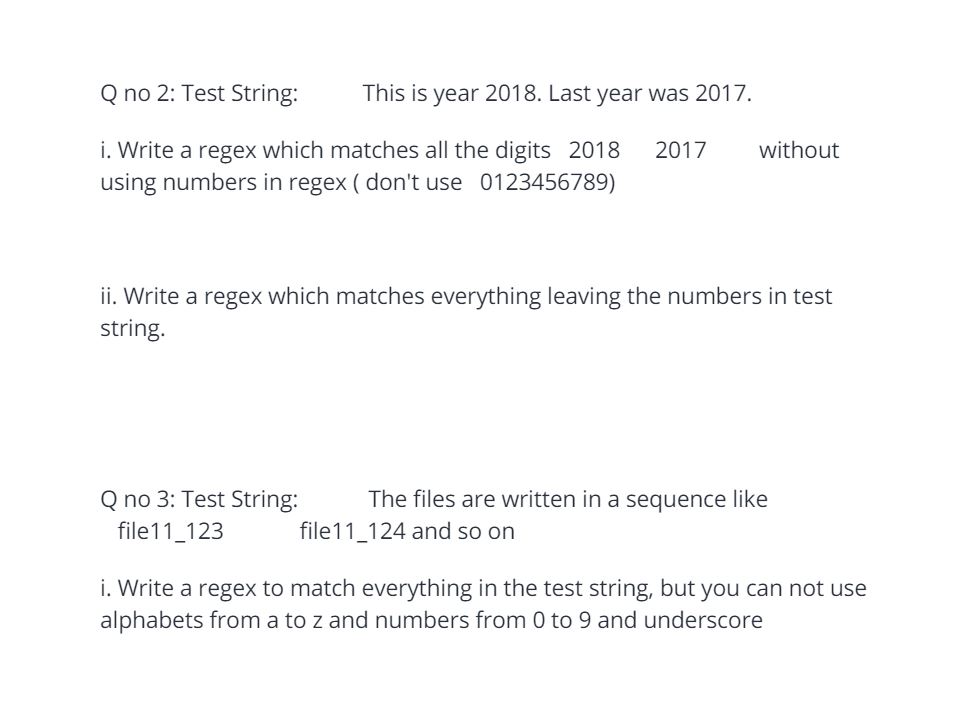 Q no 2: Test String: This is year 2018. Last year was 2017.
i. Write a regex which matches all the digits 2018 2017 without
using numbers in regex ( don't use 0123456789)
ii. Write a regex which matches everything leaving the numbers in test
string.
Q no 3: Test String: The files are written in a sequence like
file11_123 file11_124 and so on
i. Write a regex to match everything in the test string, but you can not use
alphabets from a to z and numbers from 0 to 9 and underscore